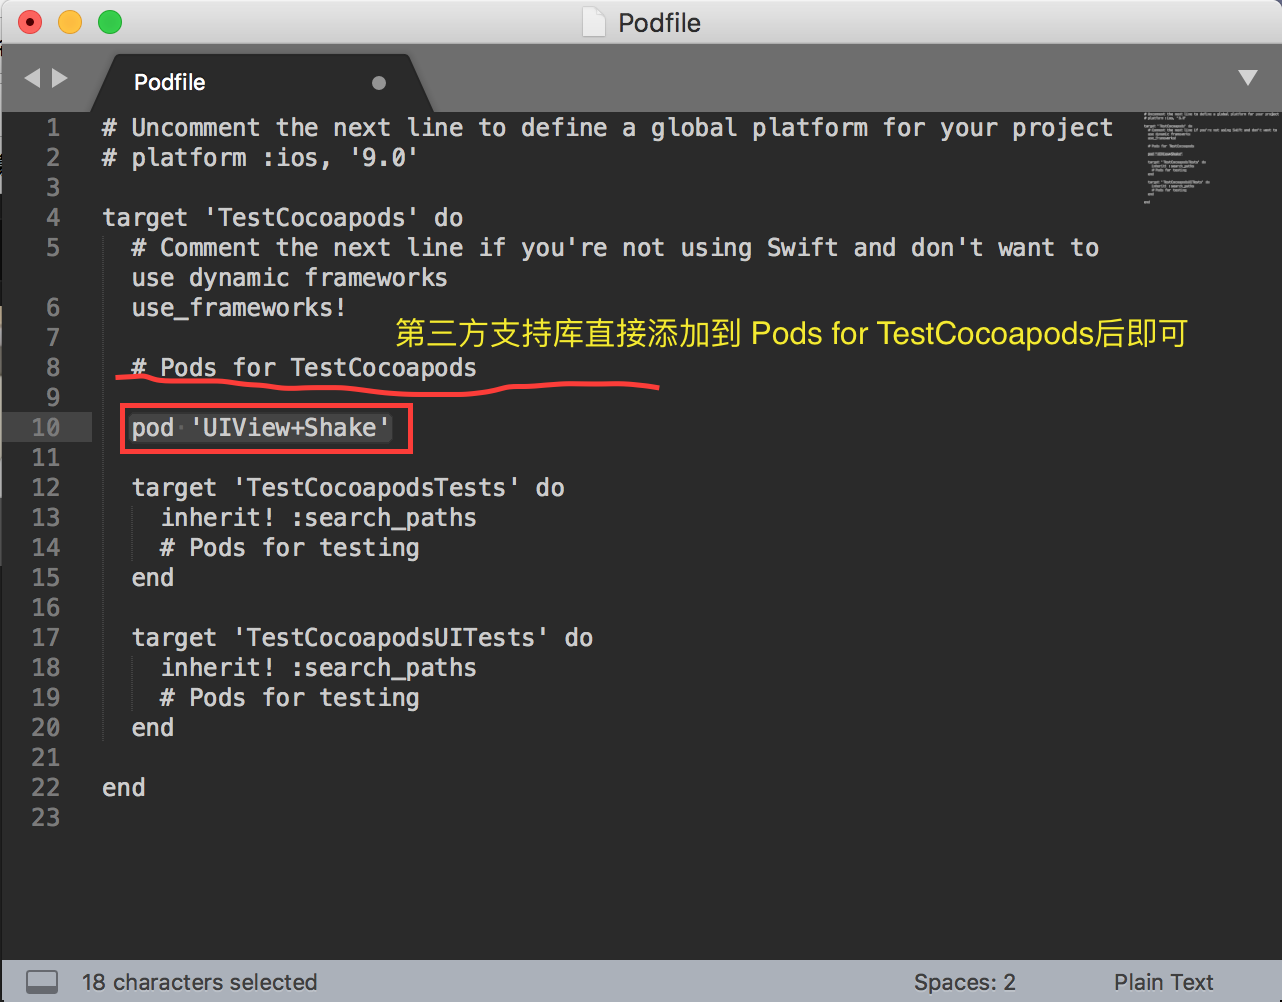 Podfile
Podfile
1 # Uncomment the next line to define a global platform for your project
2 # platform :ios, '9.0'
3
4 target 'TestCocoapods' do
5 # Comment the next line if you're not using Swift and don't want to
use dynamic frameworks
6 use_frameworks!
7
第三方支持库直接添加到 Pods for TestCocoapods后即可
8 # Pods for TestCocoapods
9
10 pod 'UIView+Shake'
11
12 target 'TestCocoapodsTests' do
13 inherit! :search_paths
14 # Pods for testing
15 end
16
17 target 'TestCocoapodsUITests' do
18 inherit! :search_paths
19 # Pods for testing
20 end
21
22 end
23
18 characters selected
Spaces: 2
Plain Text